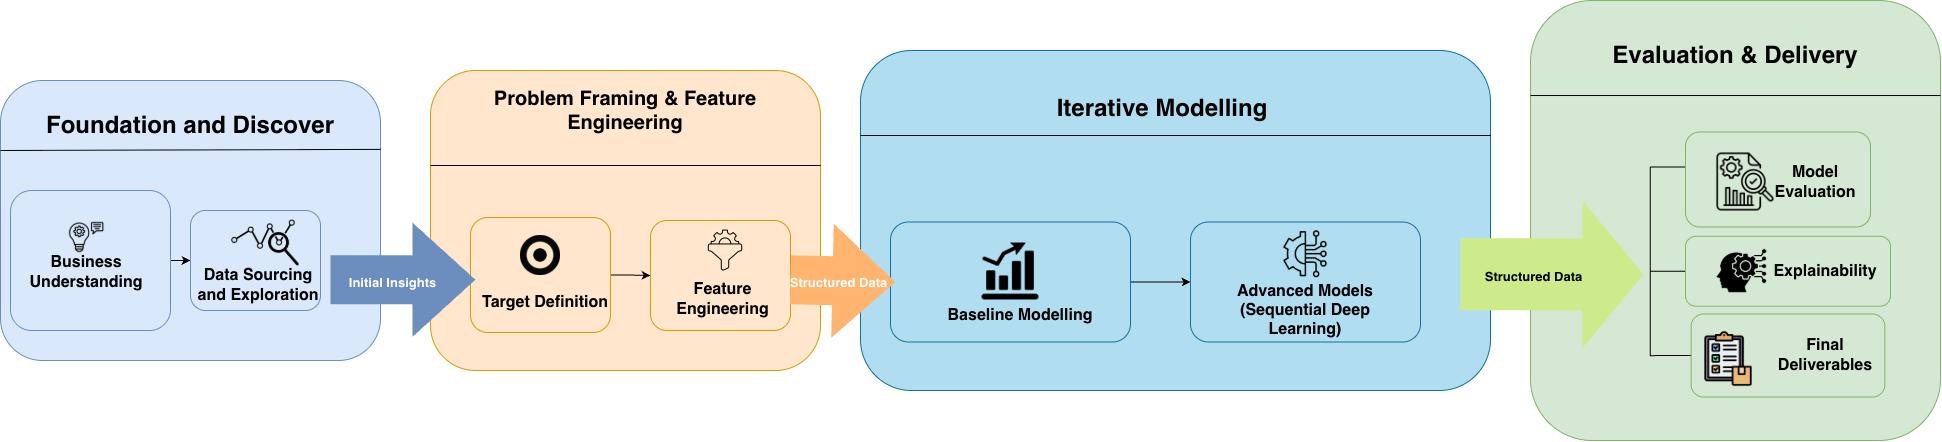 Foundation and Discover
Business
Understanding
Data Sourcing
and Exploration
Initial Insights
Problem Framing & Feature
Engineering
Target Definition
Feature
Engineering
Structured Data
Iterative Modelling
Baseline Modelling
Advanced Models
(Sequential Deep
Learning)
Structured Data
Evaluation & Delivery
Model
Evaluation
Explainability
Final
Deliverables